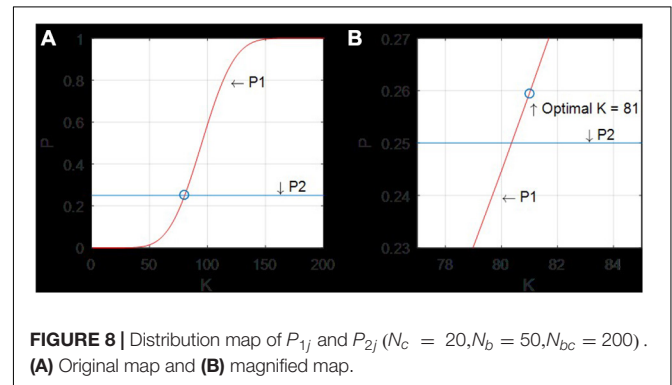 A
B
1
0.8
0.6
0.4
0.2
0
P
← P1
↓ P2
0 50 100 150 200
K
0.27
0.26
0.25
0.24
0.23
P
↑ Optimal K = 81
↓ P2
← P1
78 80 82 84
K
FIGURE 8 | Distribution map of P1j and P2j (Nc = 20,Nb = 50,Nbc = 200).
(A) Original map and (B) magnified map.